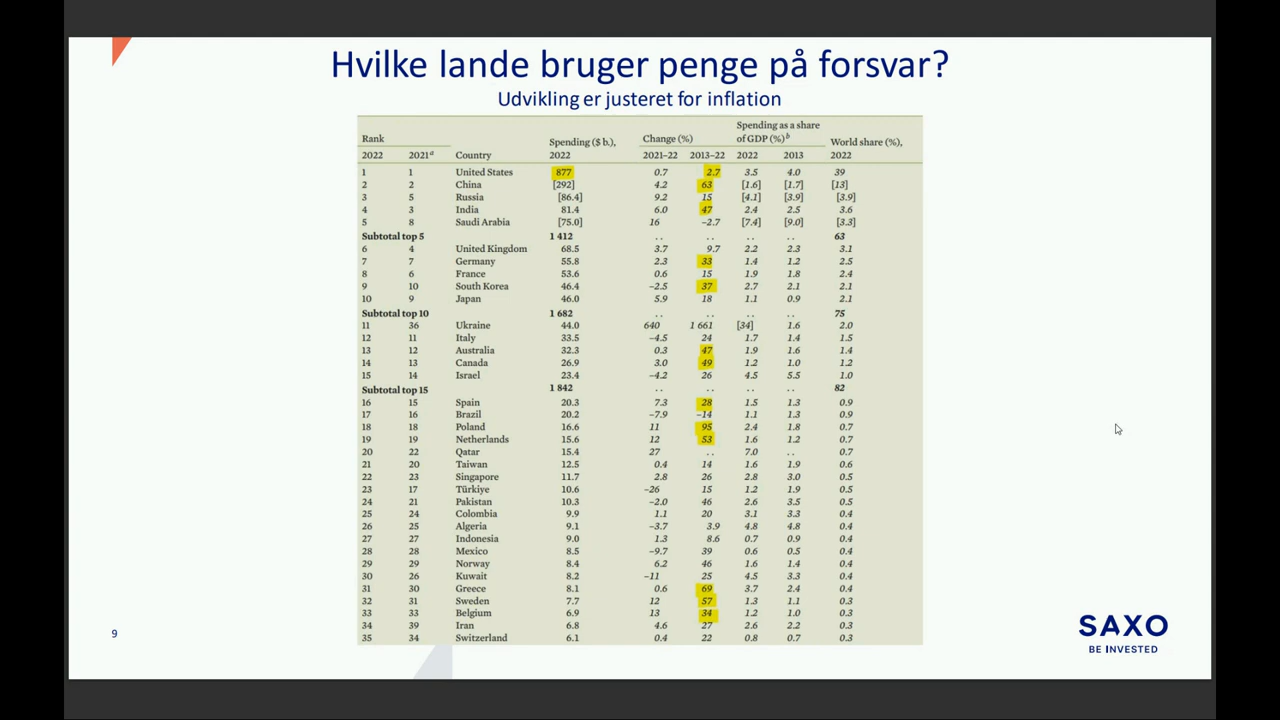 Hvilke lande bruger penge på forsvar?
Udvikling er justeret for inflation
Spending as a share
Rank Spending ($ b.), Change (%) of GDP (%)b World share (%),
2022 2021a Country 2022 2021–22 2013–22 2022 2013 2022
1 1 United States 877 0.7 2.7 3.5 4.0 39
2 2 China [292] 4.2 63 [1.6] [1.7] [13]
3 5 Russia [86.4] 9.2 15 [4.1] [3.9] [3.9]
4 3 India 81.4 6.0 47 2.4 2.5 3.6
5 8 Saudi Arabia [75.0] 16 –2.7 [7.4] [9.0] [3.3]
Subtotal top 5 1 412 . . . . . . . . 63
6 4 United Kingdom 68.5 3.7 9.7 2.2 2.3 3.1
7 7 Germany 55.8 2.3 33 1.4 1.2 2.5
8 6 France 53.6 0.6 15 1.9 1.8 2.4
9 10 South Korea 46.4 –2.5 37 2.7 2.1 2.1
10 9 Japan 46.0 5.9 18 1.1 0.9 2.1
Subtotal top 10 1 682 . . . . . . . . 75
11 36 Ukraine 44.0 640 1 661 [34] 1.6 2.0
12 11 Italy 33.5 –4.5 24 1.7 1.4 1.5
13 12 Australia 32.3 0.3 47 1.9 1.6 1.4
14 13 Canada 26.9 3.0 49 1.2 1.0 1.2
15 14 Israel 23.4 –4.2 26 4.5 5.5 1.0
Subtotal top 15 1 842 . . . . . . . . 82
16 15 Spain 20.3 7.3 28 1.5 1.3 0.9
17 16 Brazil 20.2 –7.9 –14 1.1 1.3 0.9
18 18 Poland 16.6 11 95 2.4 1.8 0.7
19 19 Netherlands 15.6 12 53 1.6 1.2 0.7
20 22 Qatar 15.4 27 . . 7.0 . . 0.7
21 20 Taiwan 12.5 0.4 14 1.6 1.9 0.6
22 23 Singapore 11.7 2.8 26 2.8 3.0 0.5
23 17 Türkiye 10.6 –26 15 1.2 1.9 0.5
24 21 Pakistan 10.3 –2.0 46 2.6 3.5 0.5
25 24 Colombia 9.9 1.1 20 3.1 3.3 0.4
26 25 Algeria 9.1 –3.7 3.9 4.8 4.8 0.4
27 27 Indonesia 9.0 1.3 8.6 0.7 0.9 0.4
28 28 Mexico 8.5 –9.7 39 0.6 0.5 0.4
29 29 Norway 8.4 6.2 46 1.6 1.4 0.4
30 26 Kuwait 8.2 –11 25 4.5 3.3 0.4
31 30 Greece 8.1 0.6 69 3.7 2.4 0.4
32 31 Sweden 7.7 12 57 1.3 1.1 0.3
33 33 Belgium 6.9 13 34 1.2 1.0 0.3
34 39 Iran 6.8 4.6 27 2.6 2.2 0.3
35 34 Switzerland 6.1 0.4 22 0.8 0.7 0.3
9
SAXO
BE INVESTED